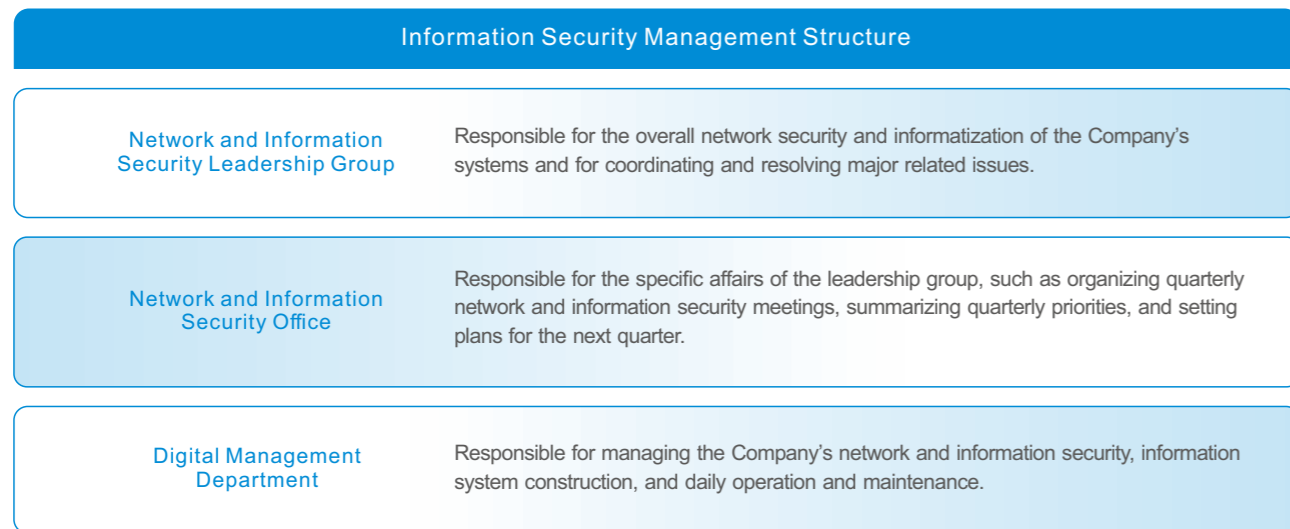 Information Security Management Structure
Network and Information
Security Leadership Group
Responsible for the overall network security and informatization of the Company's
systems and for coordinating and resolving major related issues.
Network and Information
Security Office
Responsible for the specific affairs of the leadership group, such as organizing quarterly
network and information security meetings, summarizing quarterly priorities, and setting
plans for the next quarter.
Digital Management
Department
Responsible for managing the Company's network and information security, information
system construction, and daily operation and maintenance.